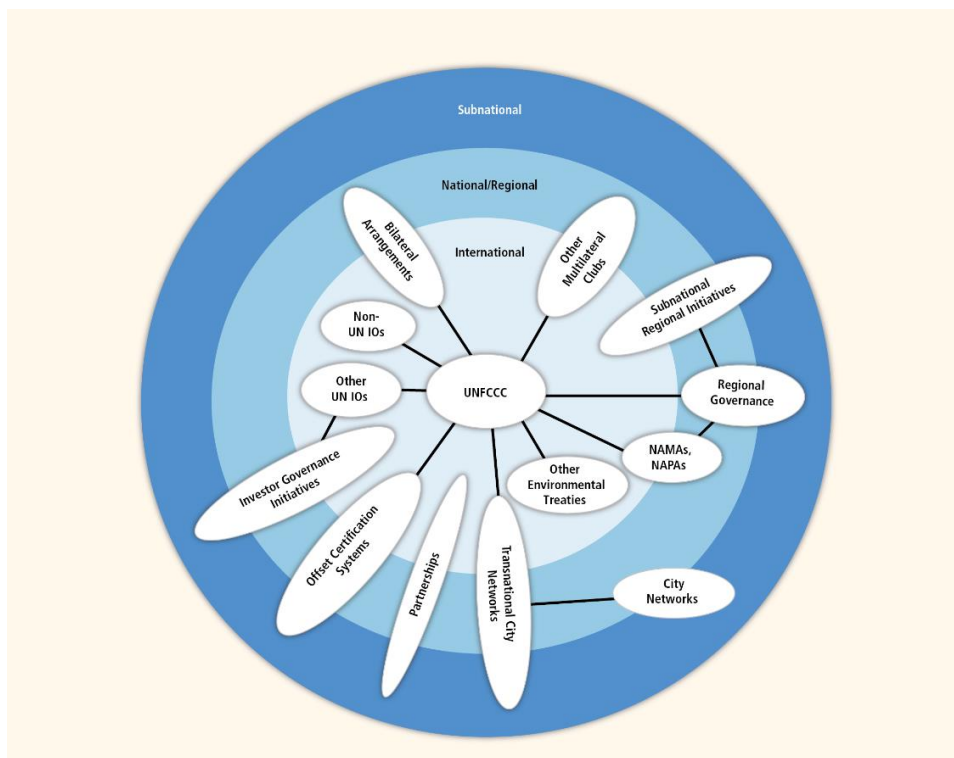 Subnational
National/Regional
International
Bilateral
Arrangements
Other
Multilateral
Clubs
Subnational
Regional Initiatives
Non-
UN IOs
Other
UN IOs
UNFCCC
Regional
Governance
NAMAs,
NAPAs
Other
Environmental
Treaties
Investor Governance
Initiatives
Offset Certification
Systems
Partnerships
Transnational City
Networks
City
Networks